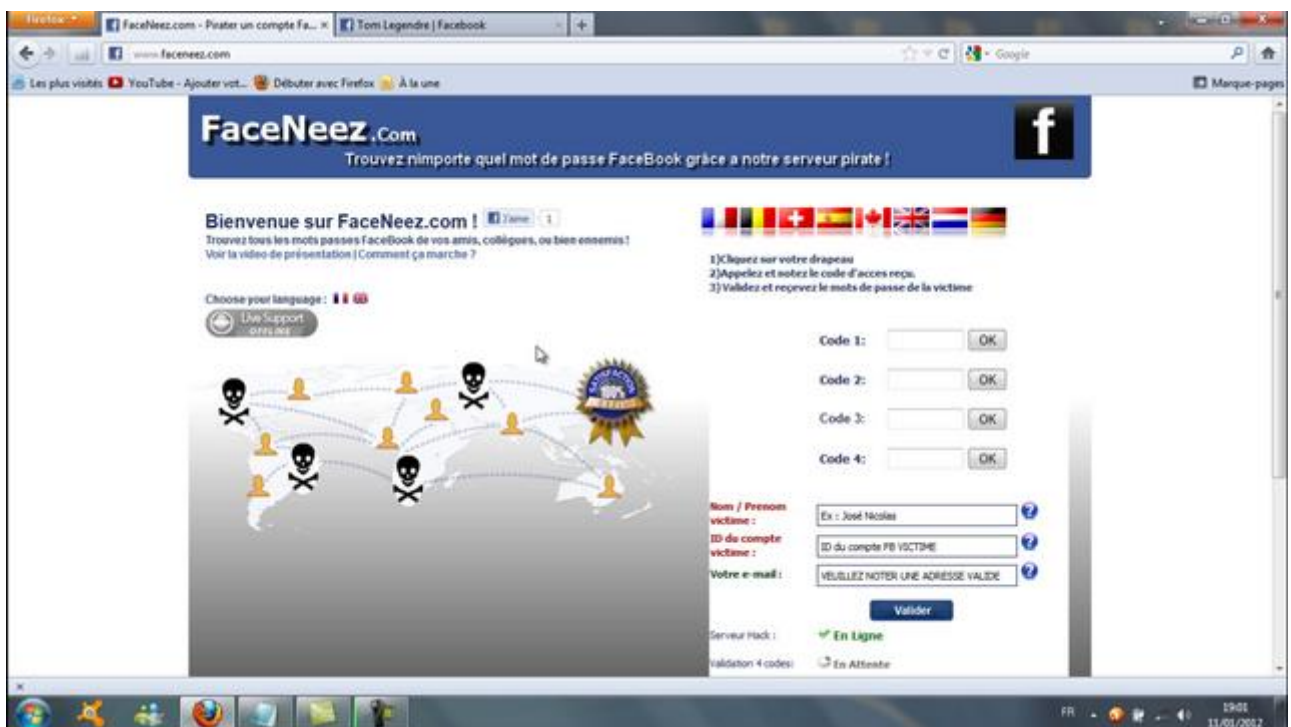 Firefox
FaceNeez.com - Pirater un compte Fa... ×
Tom Legendre | Facebook
+
www.faceneez.com
Google
Les plus visités
YouTube - Ajouter vot...
Débuter avec Firefox
À la une
Marque-pages
FaceNeez.Com
Trouvez nimporte quel mot de passe FaceBook grâce a notre serveur pirate !
f
Bienvenue sur FaceNeez.com !
J'aime
1
Trouvez tous les mots passes FaceBook de vos amis, collègues, ou bien ennemis !
Voir la video de présentation | Comment ça marche ?
Choose your language :
Live Support
OFFLINE
SATISFACTION
100%
1)Cliquez sur votre drapeau
2)Appelez et notez le code d'acces reçu.
3)Validez et reçevez le mots de passe de la victime
Code 1:
OK
Code 2:
OK
Code 3:
OK
Code 4:
OK
Nom / Prenom
victime :
Ex : José Nicolas
ID du compte
victime :
ID du compte FB VICTIME
Votre e-mail :
VEUILLEZ NOTER UNE ADRESSE VALIDE
Valider
Serveur Hack :
En Ligne
Validation 4 codes:
En Attente
FR
19:01
11/01/2012